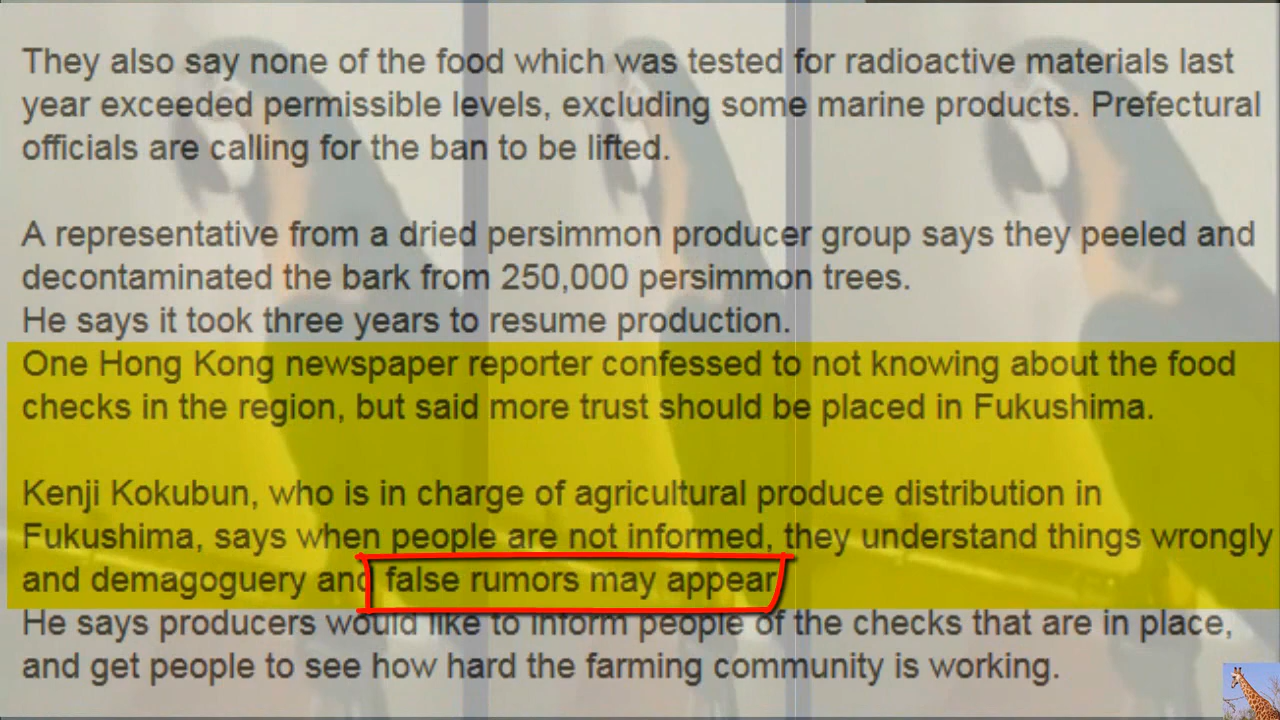 They also say none of the food which was tested for radioactive materials last
year exceeded permissible levels, excluding some marine products. Prefectural
officials are calling for the ban to be lifted.
A representative from a dried persimmon producer group says they peeled and
decontaminated the bark from 250,000 persimmon trees.
He says it took three years to resume production.
One Hong Kong newspaper reporter confessed to not knowing about the food
checks in the region, but said more trust should be placed in Fukushima.
Kenji Kokubun, who is in charge of agricultural produce distribution in
Fukushima, says when people are not informed, they understand things wrongly
and demagoguery and false rumors may appear
He says producers would like to inform people of the checks that are in place,
and get people to see how hard the farming community is working.